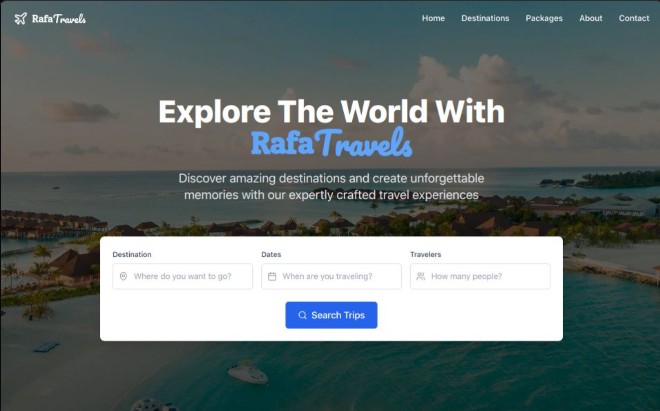 RafaTravels
Home Destinations Packages About Contact
Explore The World With
RafaTravels
Discover amazing destinations and create unforgettable
memories with our expertly crafted travel experiences
Destination Dates Travelers
Where do you want to go? When are you traveling? How many people?
Search Trips